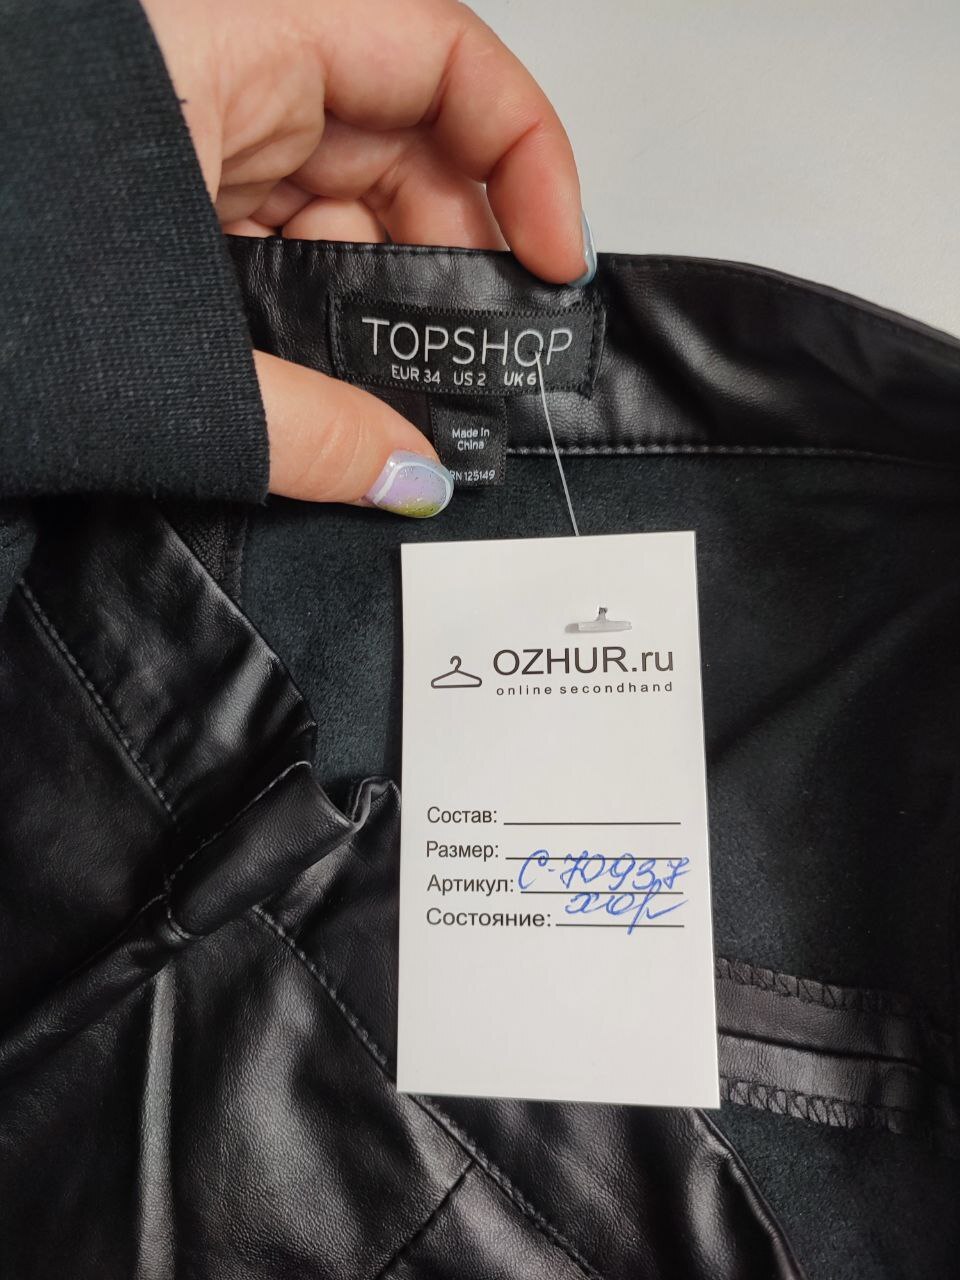 TOPSHOP
EUR 34 US 2 UK 6
Made in
China
RN 125149
OZHUR.ru
online secondhand
Состав:
Размер:
Артикул: С-70937
Состояние: хор